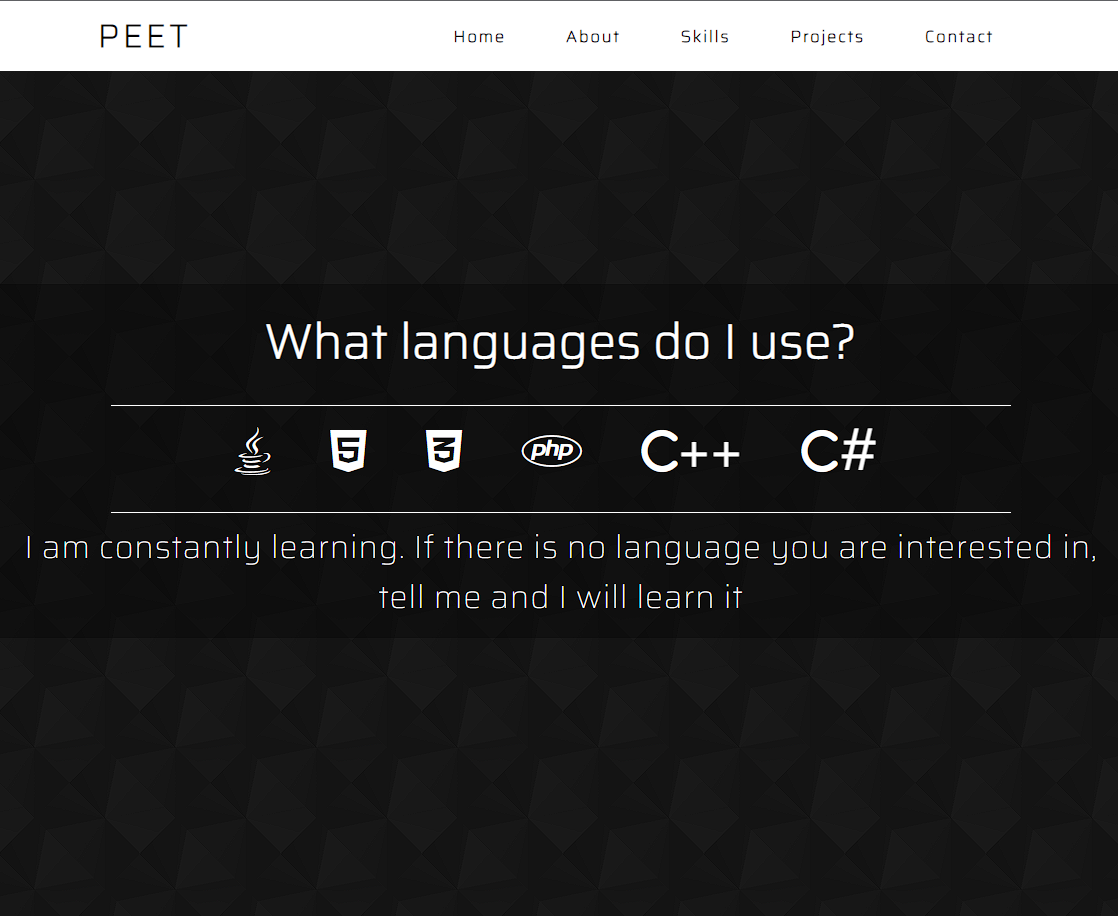 PEET Home About Skills Projects Contact
What languages do I use?
5 3 php C++ C#
I am constantly learning. If there is no language you are interested in,
tell me and I will learn it